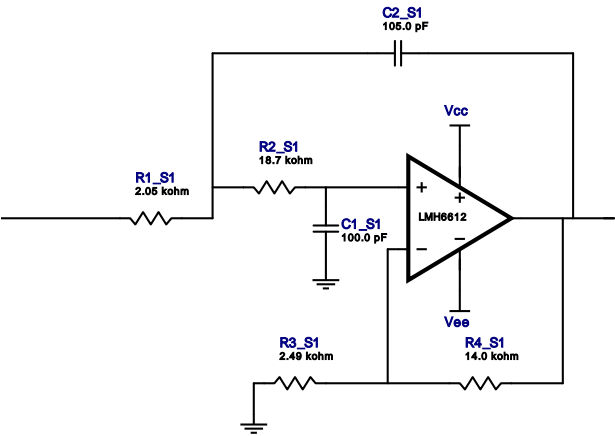 C2_S1
105.0 pF
Vcc
R2_S1
18.7 kohm
R1_S1
2.05 kohm
+
+
LMH6612
C1_S1
100.0 pF
−
−
Vee
R3_S1
2.49 kohm
R4_S1
14.0 kohm